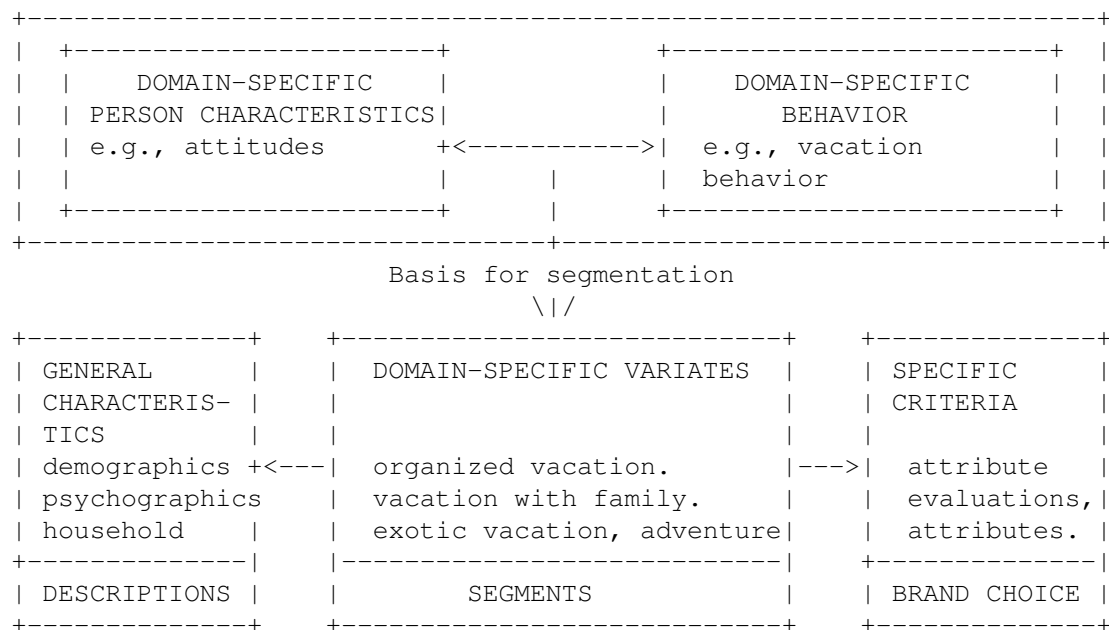 DOMAIN-SPECIFIC DOMAIN-SPECIFIC
PERSON CHARACTERISTICS BEHAVIOR
e.g., attitudes e.g., vacation
behavior
Basis for segmentation
GENERAL DOMAIN-SPECIFIC VARIATES SPECIFIC
CHARACTERIS- CRITERIA
TICS
demographics organized vacation. attribute
psychographics vacation with family. evaluations,
household exotic vacation, adventure attributes.
DESCRIPTIONS SEGMENTS BRAND CHOICE